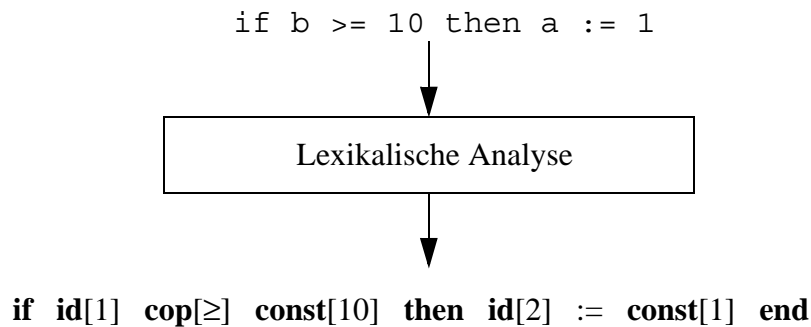 if b >= 10 then a := 1
Lexikalische Analyse
if id[1] cop[≥] const[10] then id[2] := const[1] end